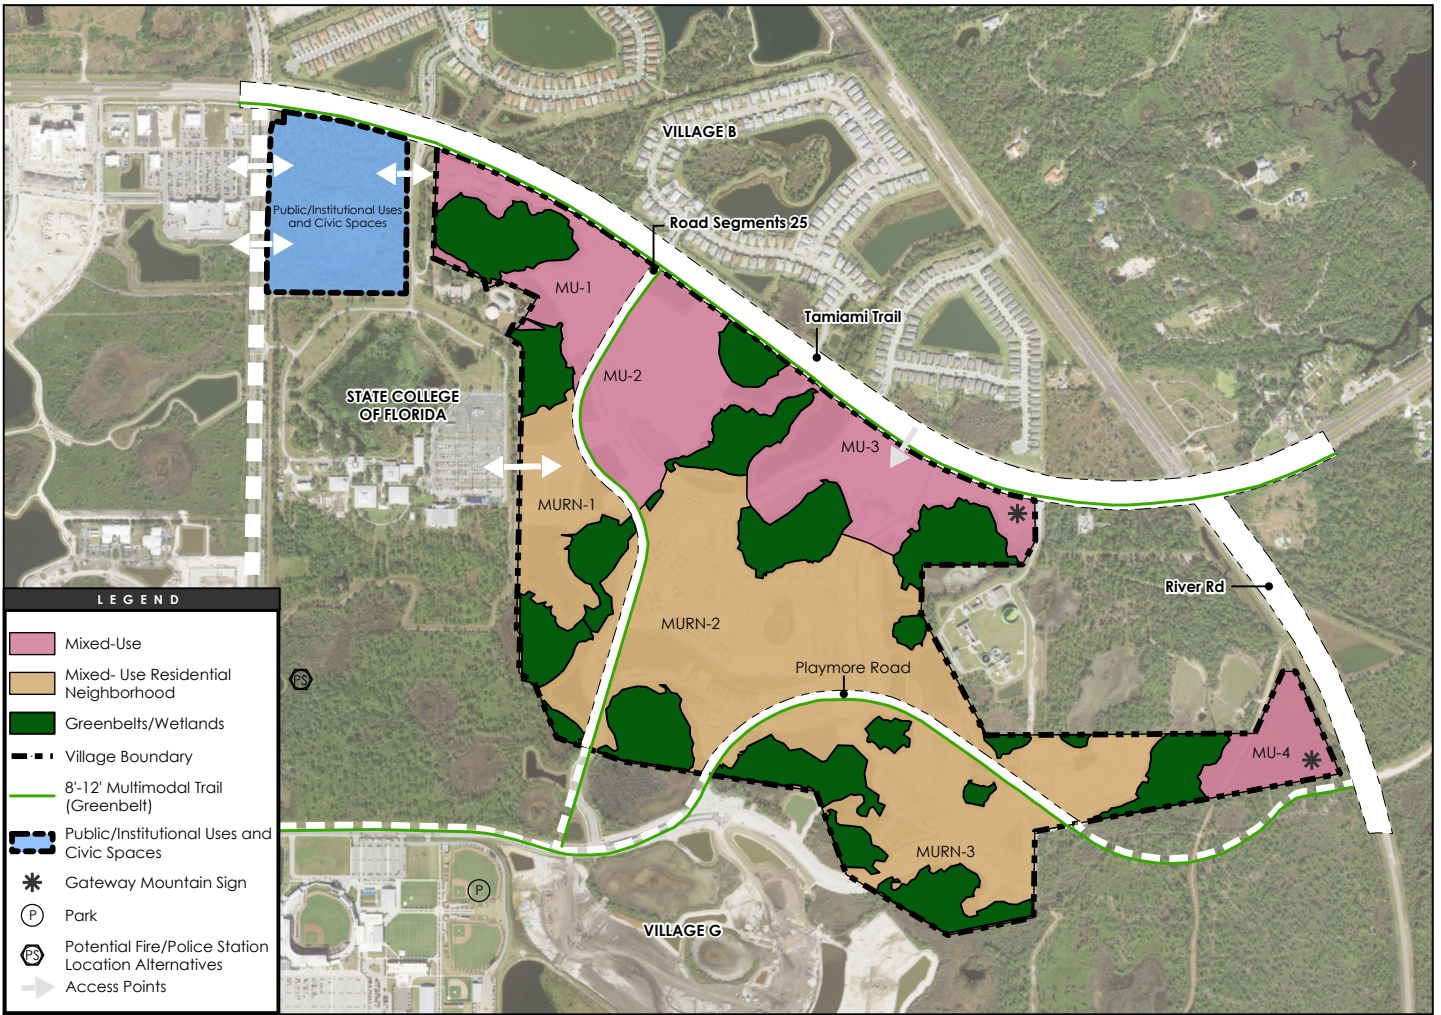 VILLAGE B
Public/Institutional Uses
and Civic Spaces
Road Segments 25
MU-1
Tamiami Trail
MU-2
STATE COLLEGE
OF FLORIDA
MU-3
MURN-1
River Rd
MURN-2
Playmore Road
MU-4
MURN-3
VILLAGE G
PS
P
LEGEND
Mixed-Use
Mixed- Use Residential
Neighborhood
Greenbelts/Wetlands
Village Boundary
8'-12' Multimodal Trail
(Greenbelt)
Public/Institutional Uses and
Civic Spaces
Gateway Mountain Sign
P
Park
PS
Potential Fire/Police Station
Location Alternatives
Access Points